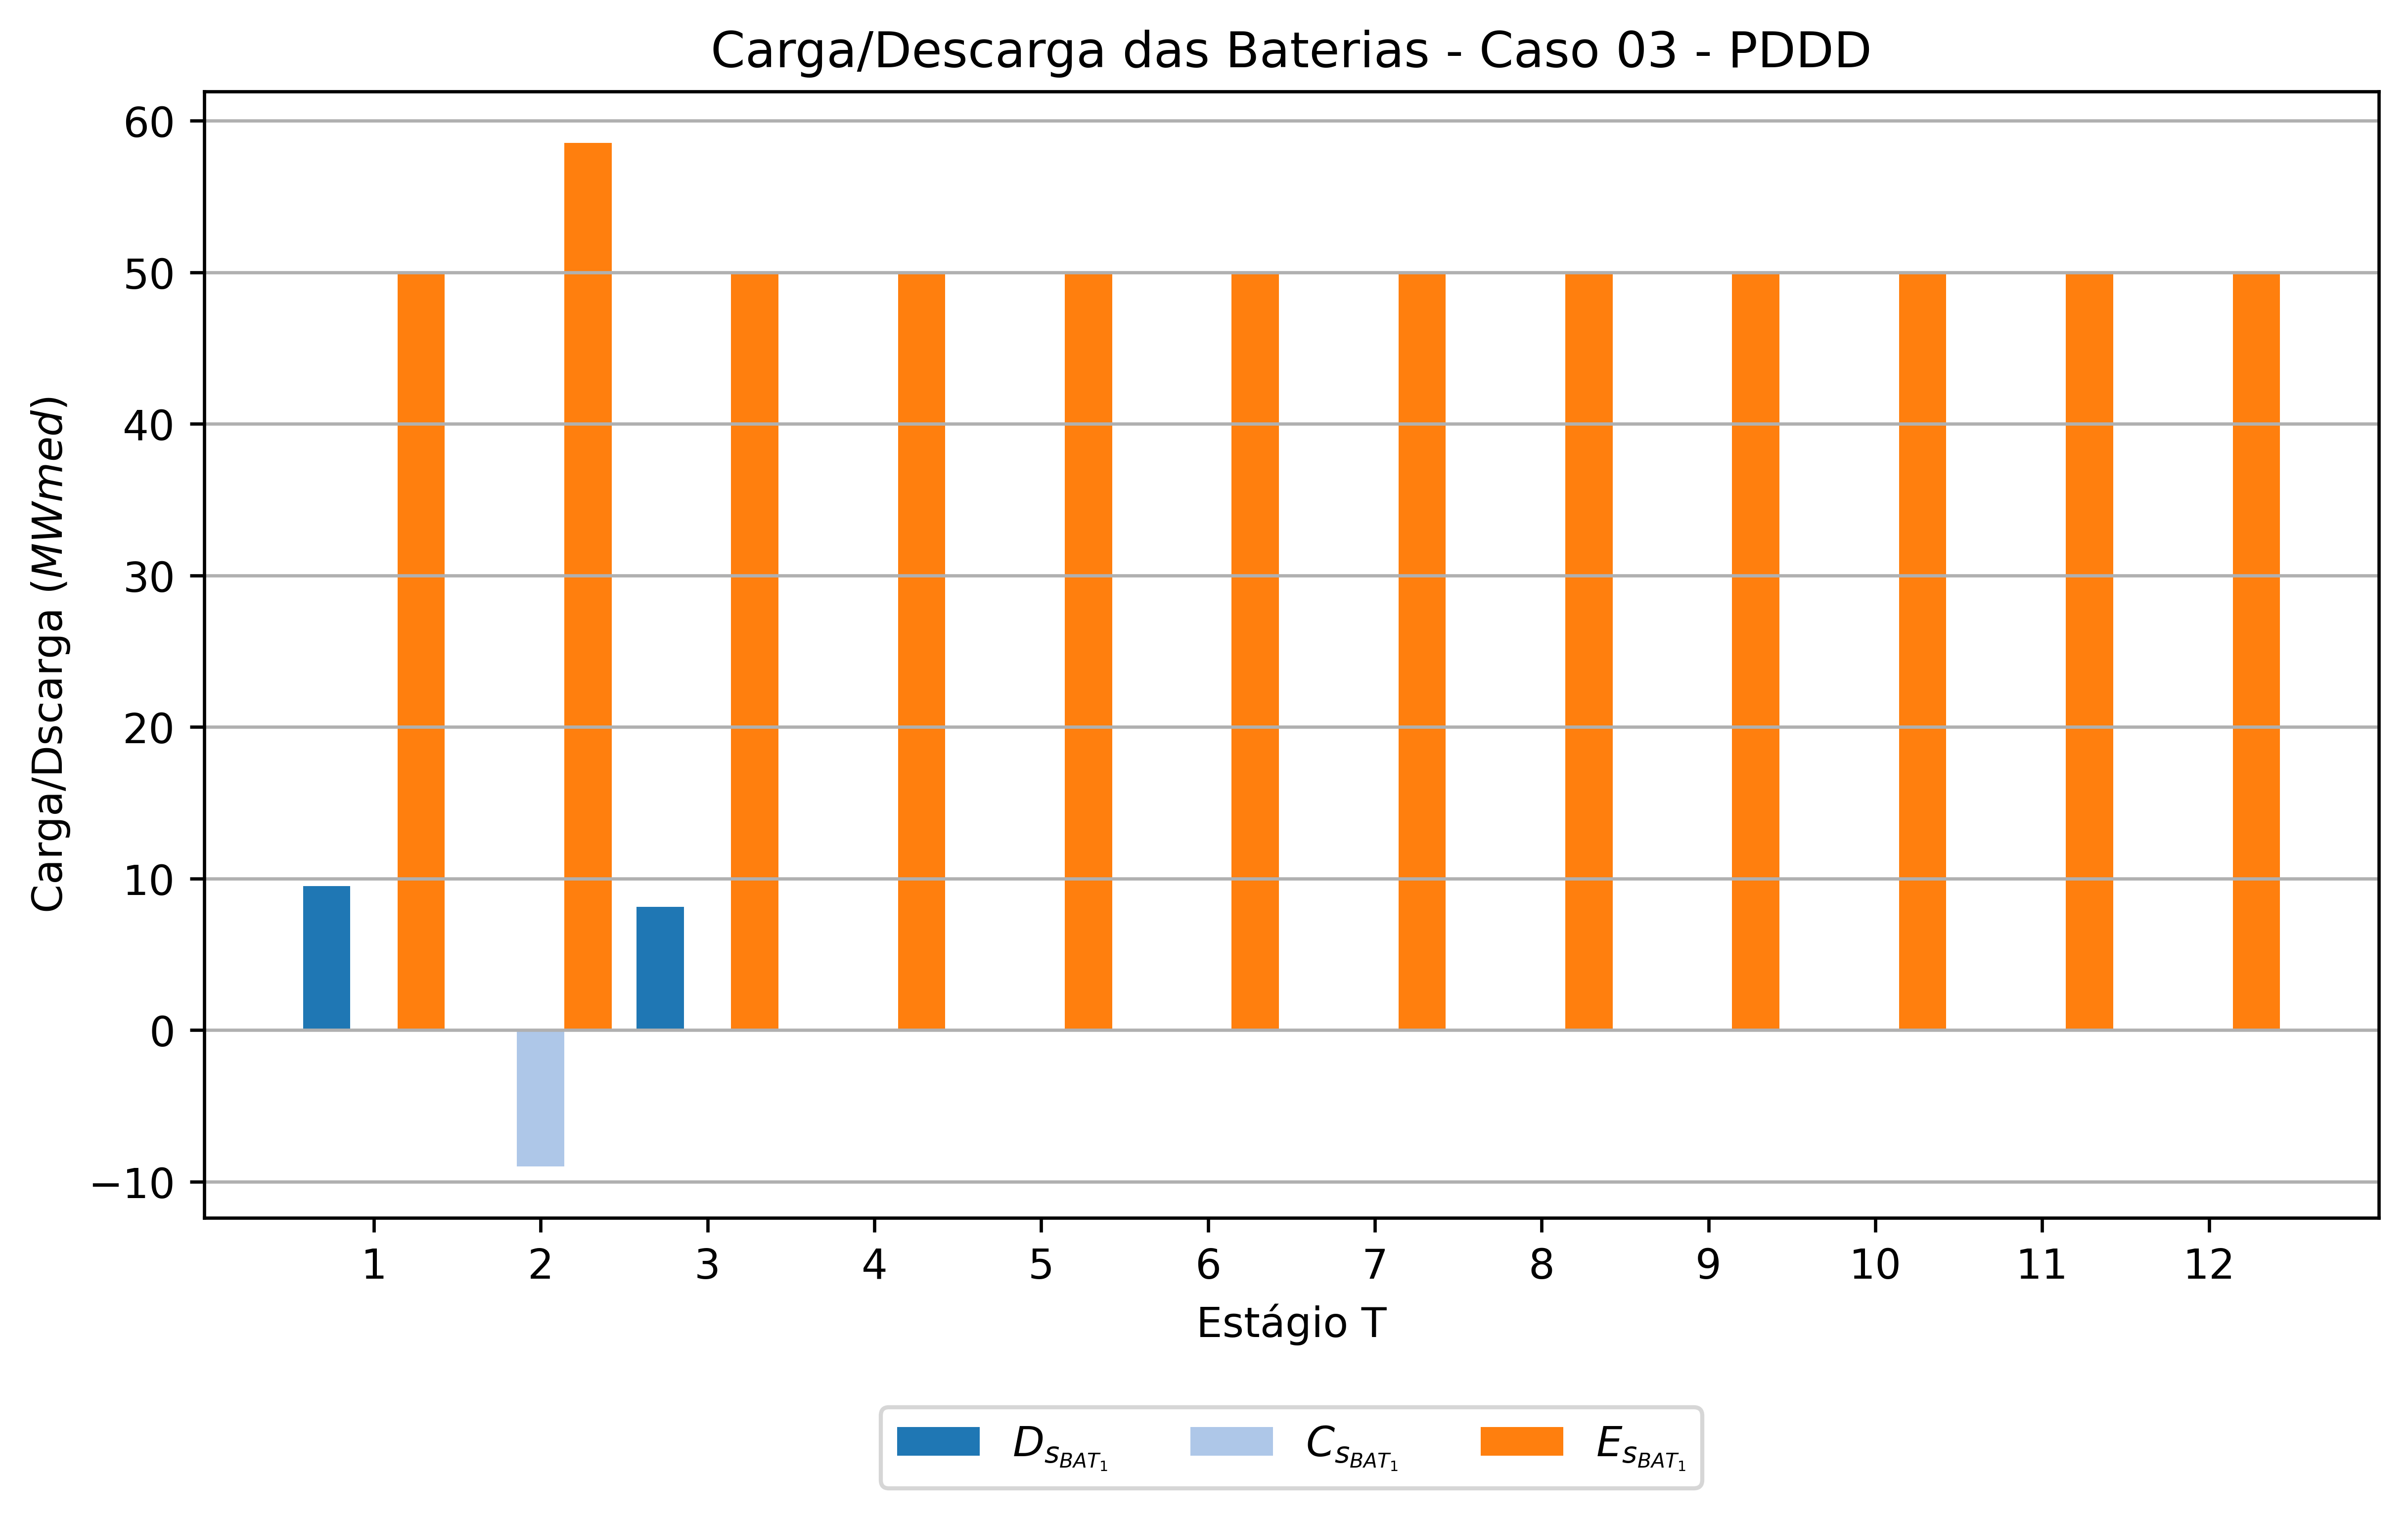 Carga/Descarga das Baterias - Caso 03 - PDDD
Carga/Dscarga (MWmed)
60
50
40
30
20
10
0
−10
1 2 3 4 5 6 7 8 9 10 11 12
Estágio T
D_{s_{BAT_1}} C_{s_{BAT_1}} E_{s_{BAT_1}}